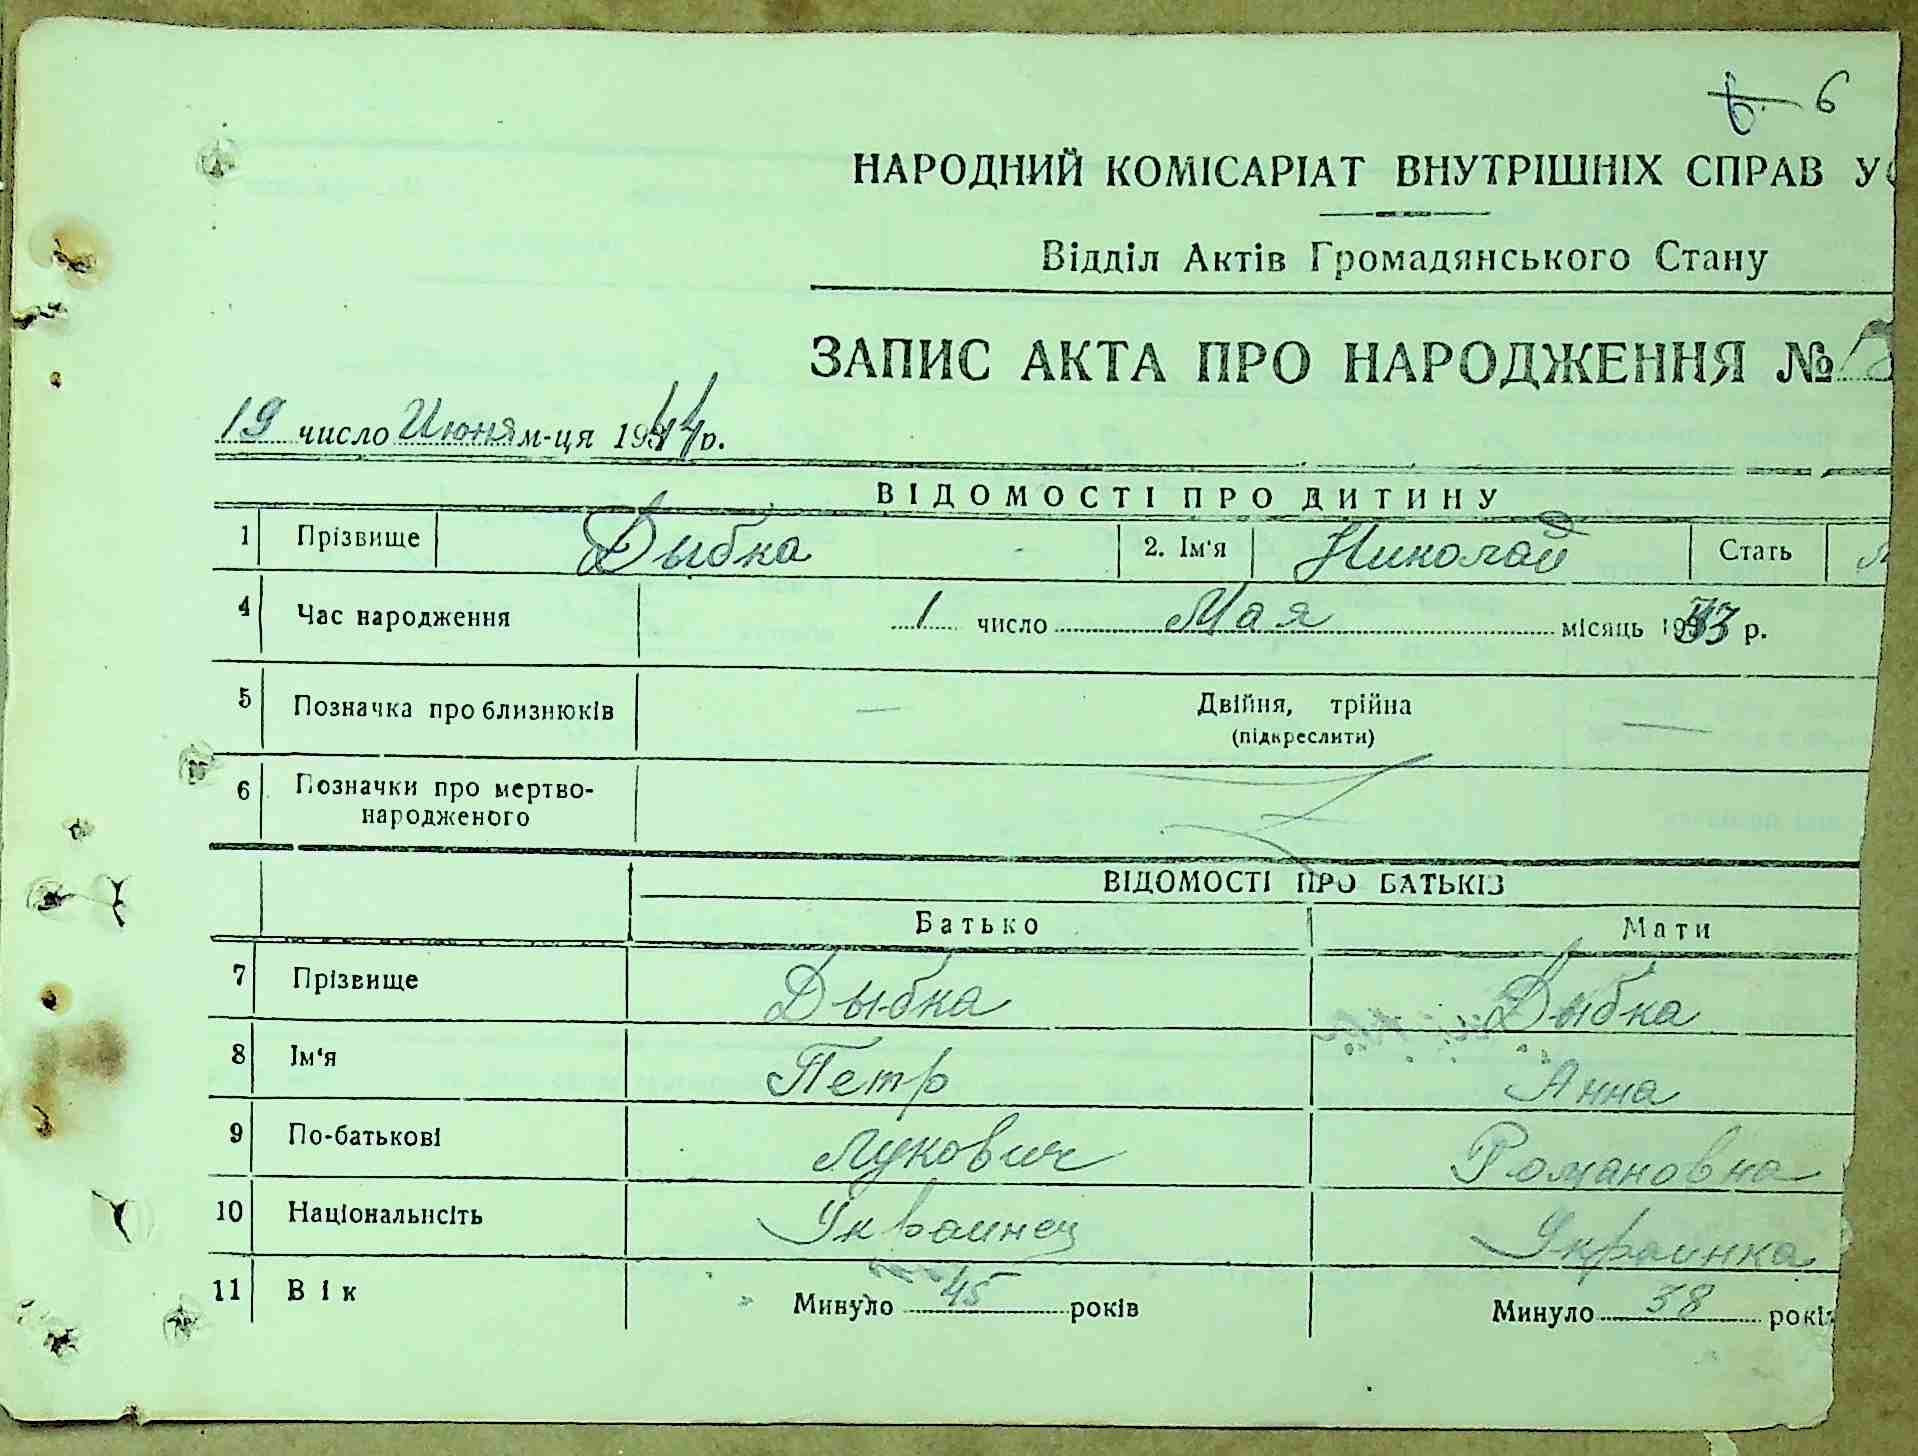 6. 6
НАРОДНИЙ КОМІСАРІАТ ВНУТРІШНІХ СПРАВ
Відділ Актів Громадянського Стану
ЗАПИС АКТА ПРО НАРОДЖЕННЯ №
19 число Июня м-ця 1944 р.
ВІДОМОСТІ ПРО ДИТИНУ
1 Прізвище Дыбка 2. Ім'я Николай Стать
4 Час народження 1 число Мая місяць р.
5 Позначка про близнюків — Двійня, трійна —
(підкреслити)
6 Позначки про мертво-
народженого
ВІДОМОСТІ ПРО БАТЬКІВ
Батько Мати
7 Прізвище Дыбка Дыбка
8 Ім'я Петр Анна
9 По-батькові Лукович Романовна
10 Національність Украинец Украинка
11 Вік Минуло 45 років Минуло 38 років